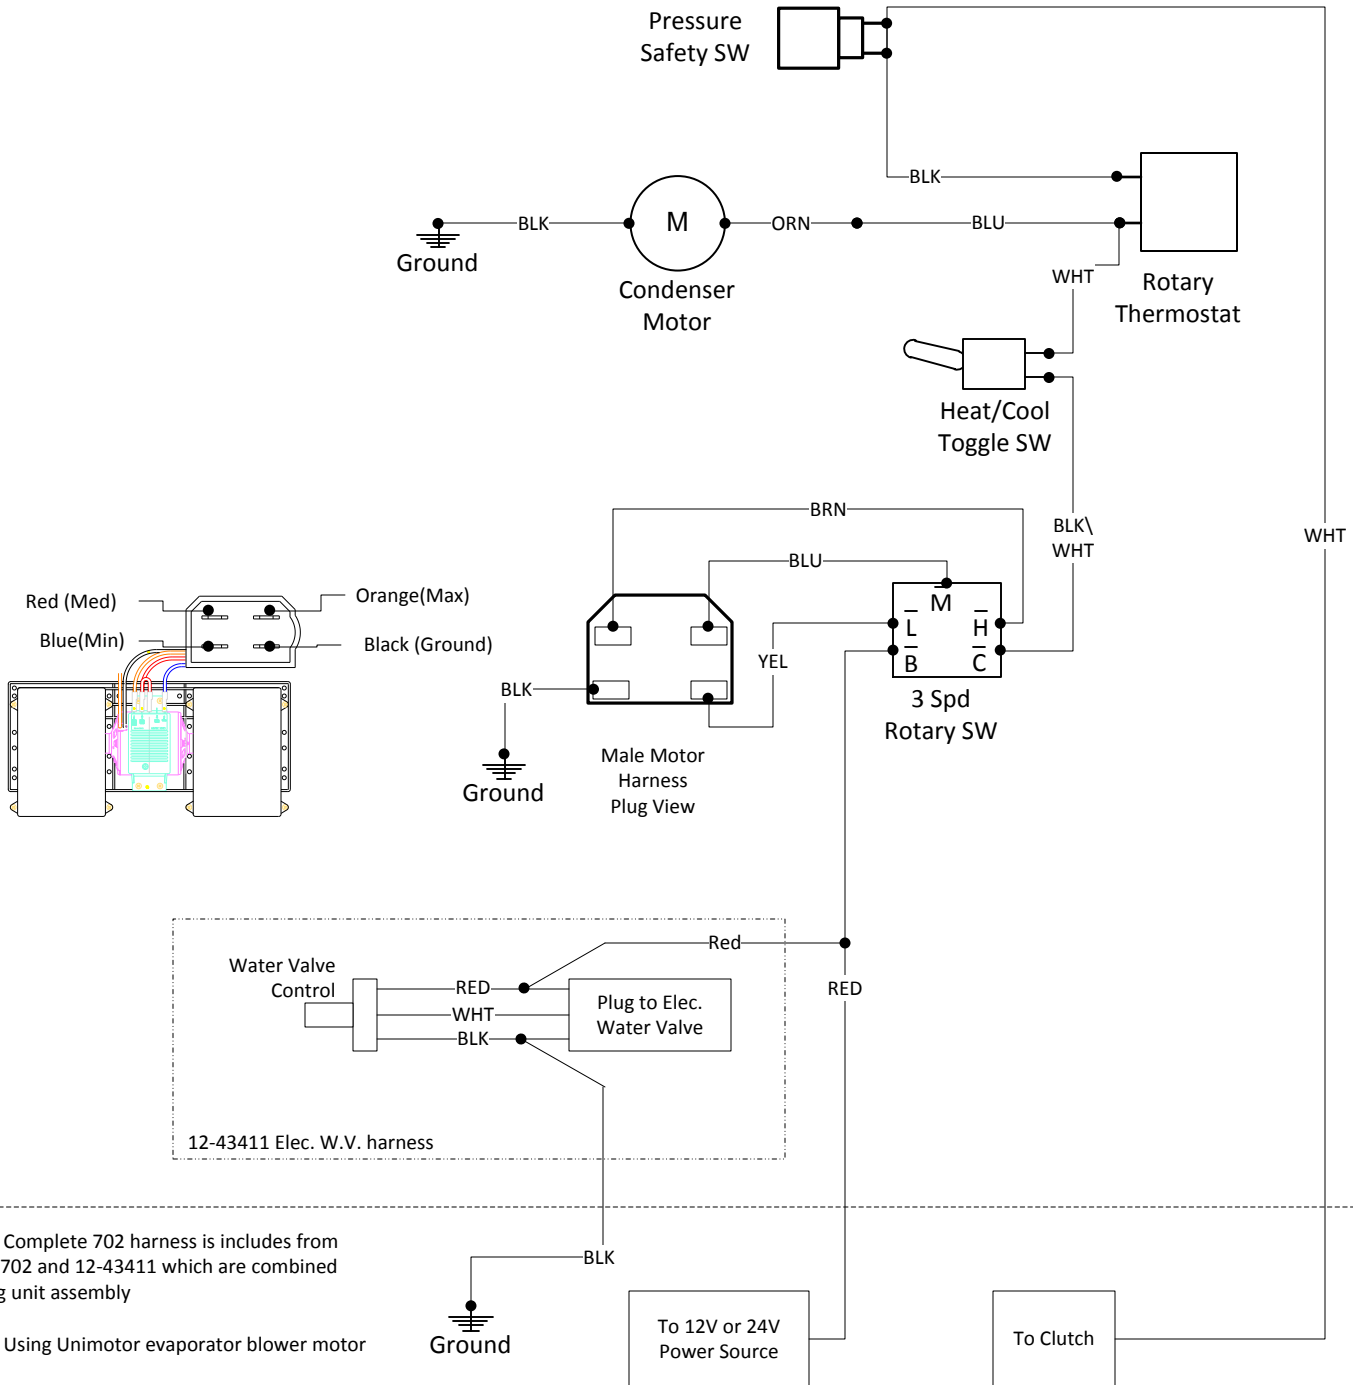 Pressure
Safety SW
BLK
BLK
M
ORN
BLU
Ground
Condenser
Motor
WHT
Rotary
Thermostat
Heat/Cool
Toggle SW
BRN
BLK\
WHT
WHT
BLU
Red (Med)
Orange(Max)
M
Blue(Min)
Black (Ground)
L
H
YEL
B
C
BLK
3 Spd
Rotary SW
Male Motor
Harness
Plug View
Ground
Red
Water Valve
Control
RED
RED
WHT
BLK
Plug to Elec.
Water Valve
12-43411 Elec. W.V. harness
Complete 702 harness is includes from
702 and 12-43411 which are combined
g unit assembly
BLK
Using Unimotor evaporator blower motor
Ground
To 12V or 24V
Power Source
To Clutch